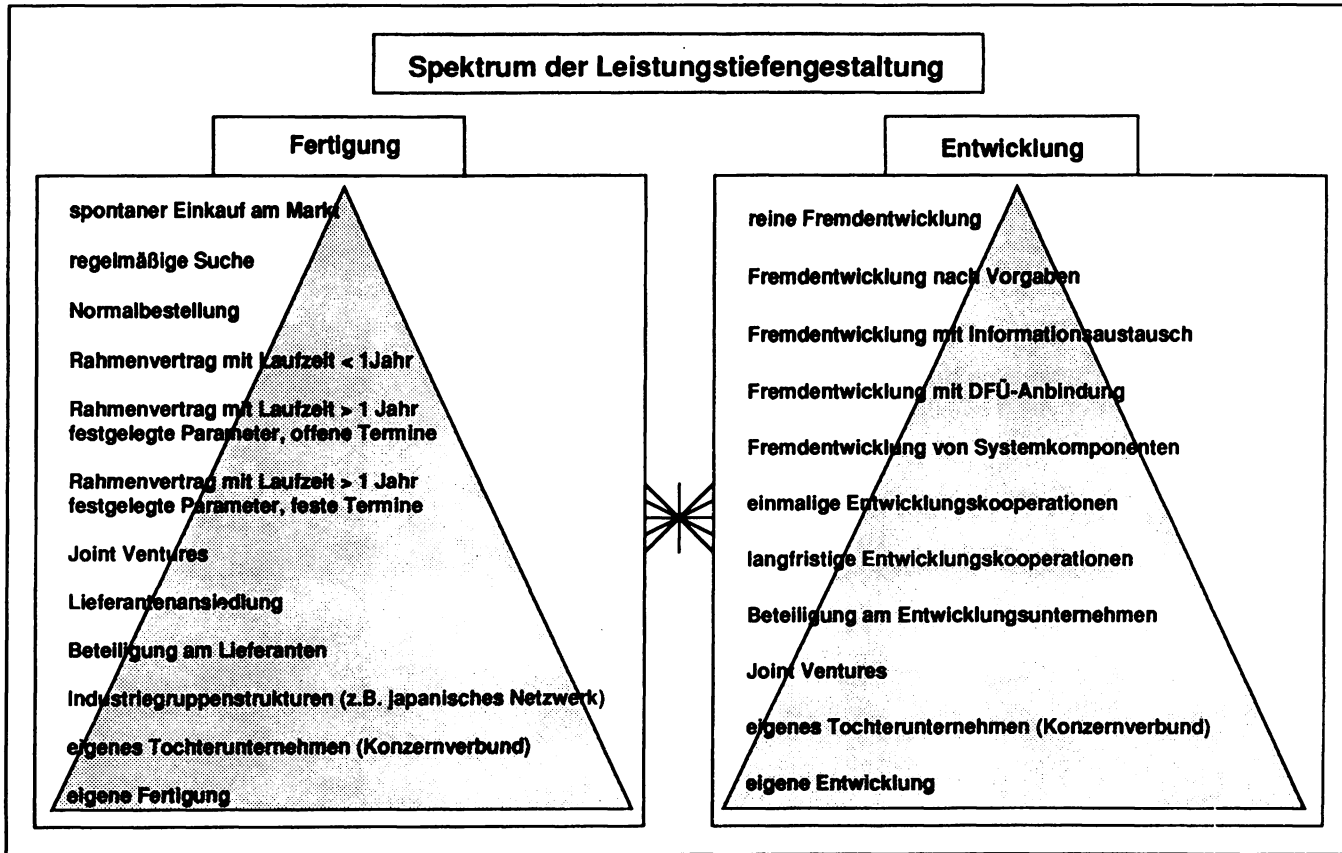 Spektrum der Leistungstiefengestaltung
Fertigung
spontaner Einkauf am Markt
regelmäßige Suche
Normalbestellung
Rahmenvertrag mit Laufzeit < 1Jahr
Rahmenvertrag mit Laufzeit > 1 Jahr
festgelegte Parameter, offene Termine
Rahmenvertrag mit Laufzeit > 1 Jahr
festgelegte Parameter, feste Termine
Joint Ventures
Lieferantenansiedlung
Beteiligung am Lieferanten
Industriegruppenstrukturen (z.B. japanisches Netzwerk)
eigenes Tochterunternehmen (Konzernverbund)
eigene Fertigung
Entwicklung
reine Fremdentwicklung
Fremdentwicklung nach Vorgaben
Fremdentwicklung mit Informationsaustausch
Fremdentwicklung mit DFÜ-Anbindung
Fremdentwicklung von Systemkomponenten
einmalige Entwicklungskooperationen
langfristige Entwicklungskooperationen
Beteiligung am Entwicklungsunternehmen
Joint Ventures
eigenes Tochterunternehmen (Konzernverbund)
eigene Entwicklung